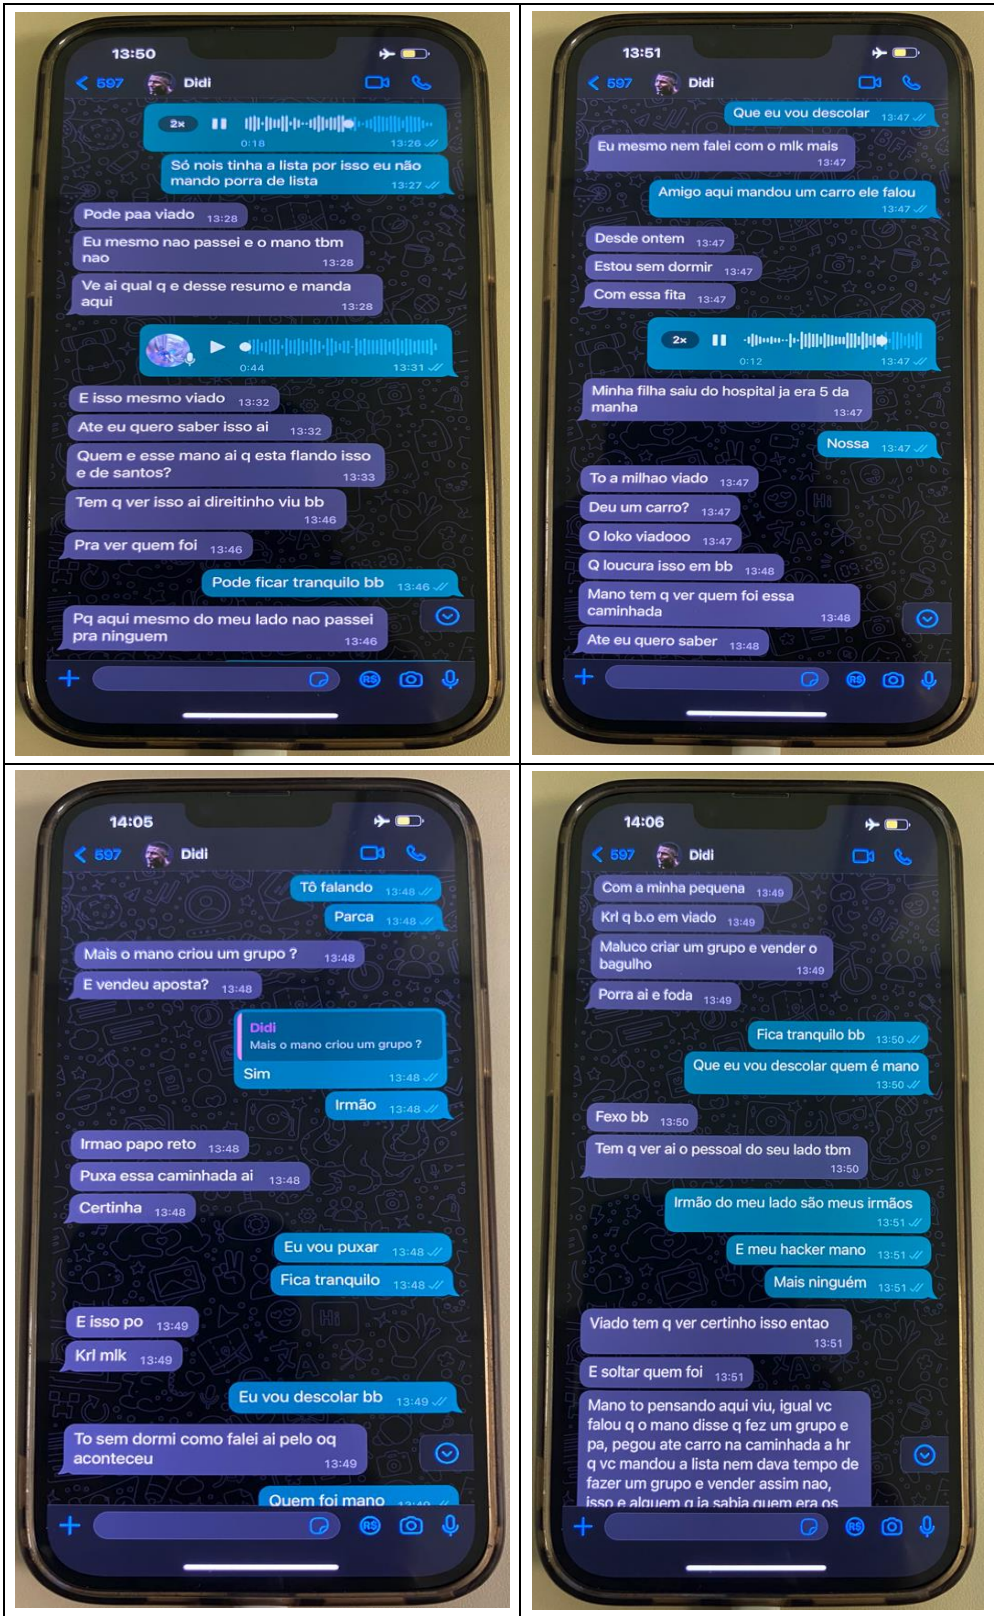 13:50
597
Didi
2×
0:18
13:26
Só nois tinha a lista por isso eu não
mando porra de lista
13:27
Pode paa viado 13:28
Eu mesmo nao passei e o mano tbm
nao
13:28
Ve ai qual q e desse resumo e manda
aqui
13:28
0:44
13:31
E isso mesmo viado 13:32
Ate eu quero saber isso ai 13:32
Quem e esse mano ai q esta flando isso
e de santos?
13:33
Tem q ver isso ai direitinho viu bb
13:46
Pra ver quem foi 13:46
Pode ficar tranquilo bb 13:46
Pq aqui mesmo do meu lado nao passei
pra ninguem
13:46
R$
13:51
597
Didi
Que eu vou descolar 13:47
Eu mesmo nem falei com o mlk mais
13:47
Amigo aqui mandou um carro ele falou
13:47
Desde ontem 13:47
Estou sem dormir 13:47
Com essa fita 13:47
2×
0:12
13:47
Minha filha saiu do hospital ja era 5 da
manha
13:47
Nossa 13:47
To a milhao viado 13:47
Deu um carro? 13:47
O loko viadooo 13:47
Q loucura isso em bb 13:48
Mano tem q ver quem foi essa
caminhada
13:48
Ate eu quero saber 13:48
R$
14:05
597
Didi
Tô falando 13:48
Parca 13:48
Mais o mano criou um grupo ? 13:48
E vendeu aposta? 13:48
Didi
Mais o mano criou um grupo ?
Sim 13:48
Irmão 13:48
Irmao papo reto 13:48
Puxa essa caminhada ai 13:48
Certinha 13:48
Eu vou puxar 13:48
Fica tranquilo 13:48
E isso po 13:49
Krl mlk 13:49
Eu vou descolar bb 13:49
To sem dormi como falei ai pelo oq
aconteceu
13:49
Quem foi mano 13:49
R$
14:06
597
Didi
Com a minha pequena 13:49
Krl q b.o em viado 13:49
Maluco criar um grupo e vender o
bagulho
13:49
Porra ai e foda 13:49
Fica tranquilo bb 13:50
Que eu vou descolar quem é mano
13:50
Fexo bb 13:50
Tem q ver ai o pessoal do seu lado tbm
13:50
Irmão do meu lado são meus irmãos
13:51
E meu hacker mano 13:51
Mais ninguém 13:51
Viado tem q ver certinho isso entao
13:51
E soltar quem foi 13:51
Mano to pensando aqui viu, igual vc
falou q o mano disse q fez um grupo e
pa, pegou ate carro na caminhada a hr
q vc mandou a lista nem dava tempo de
fazer um grupo e vender assim nao,
isso e alguem q ja sabia quem era os
R$